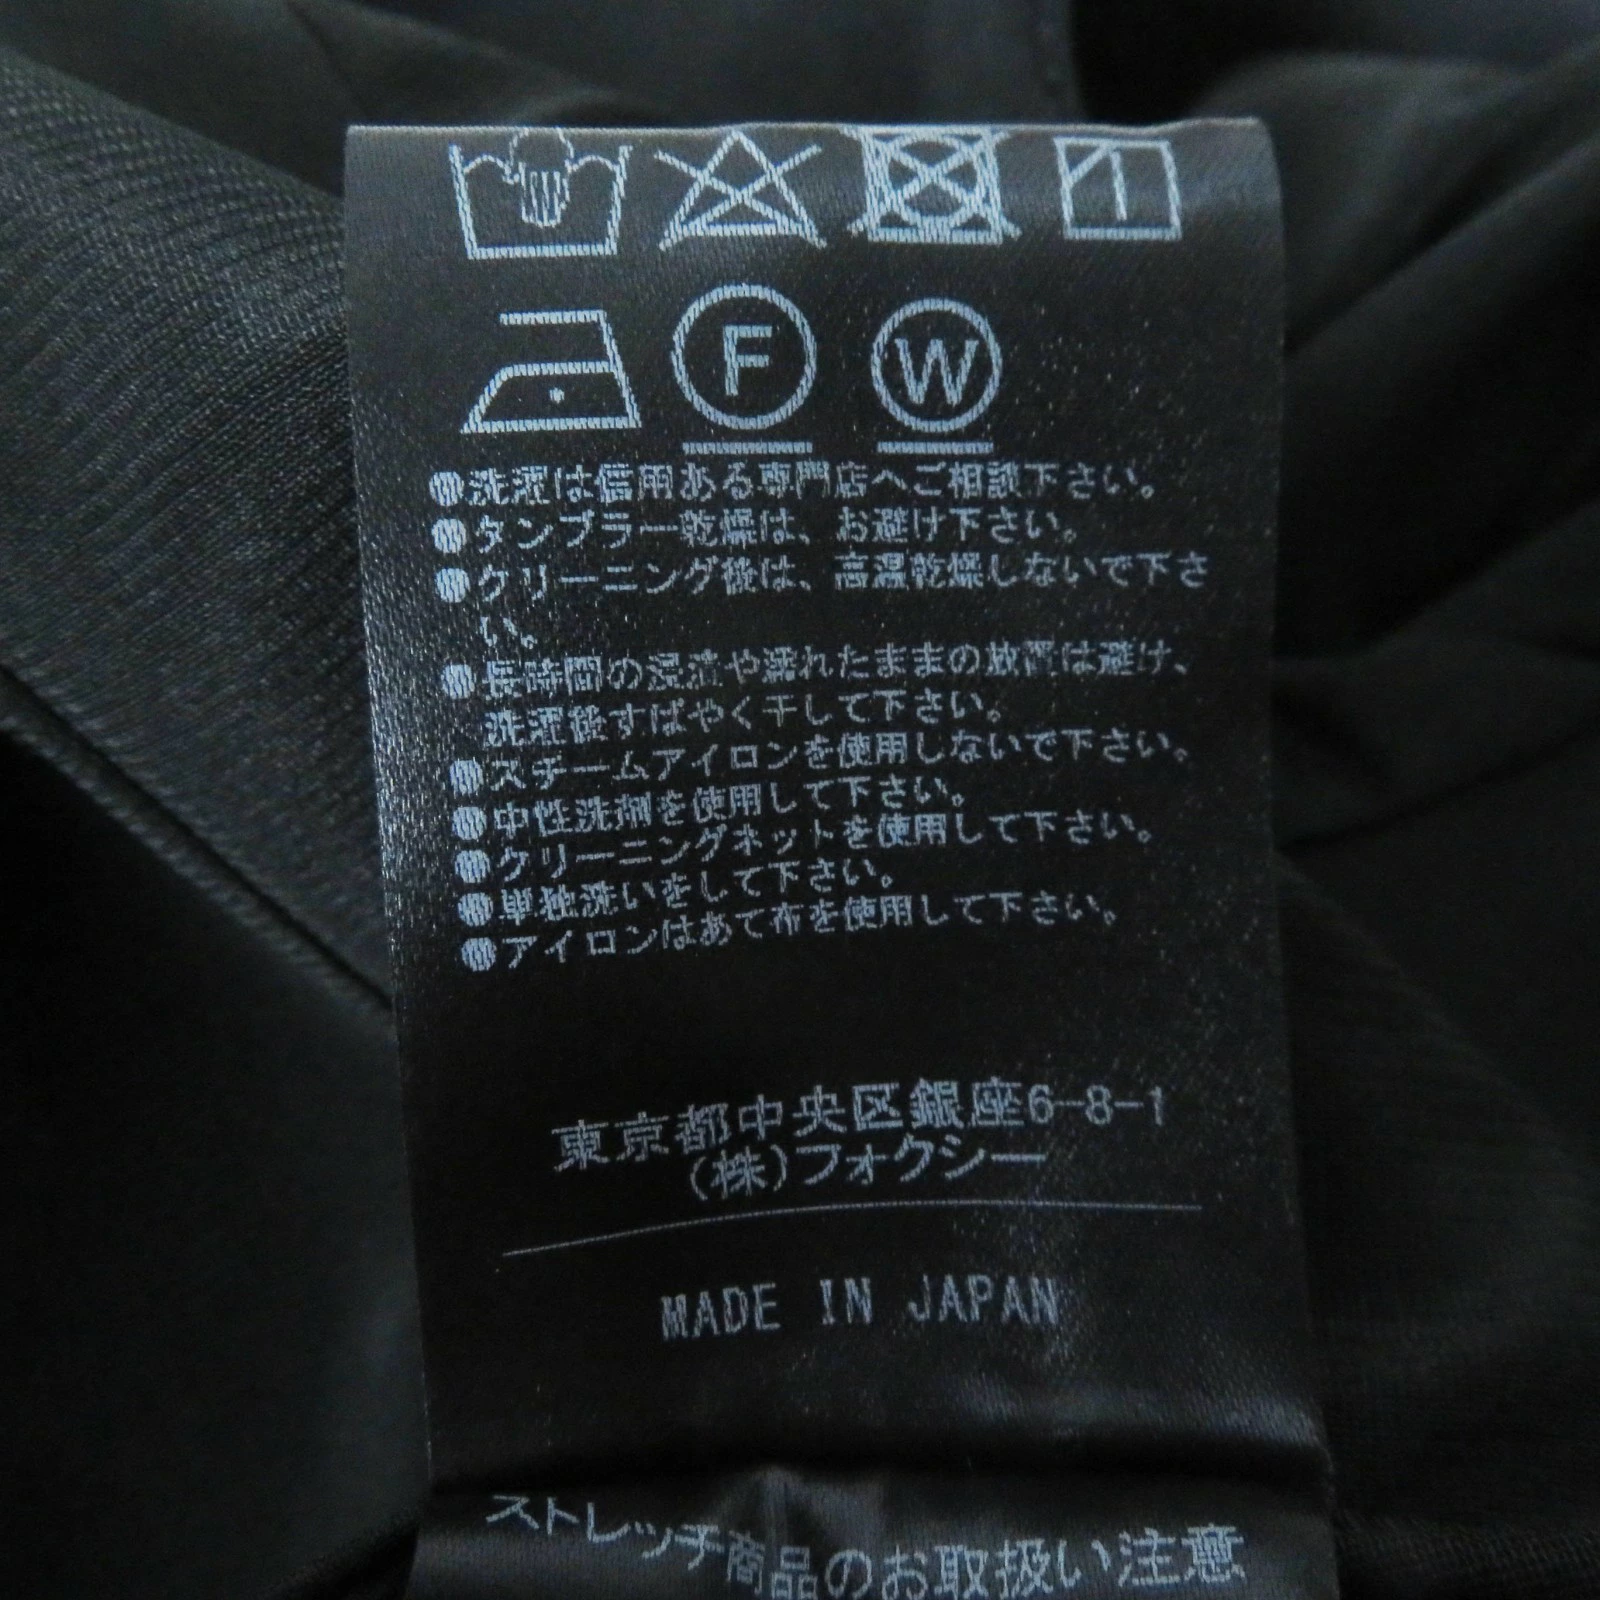 F W
●洗濯は信用ある専門店へご相談下さい。
●タンブラー乾燥は、お避け下さい。
●クリーニング後は、高温乾燥しないで下さ
い。
●長時間の浸漬や濡れたままの放置は避け、
洗濯後すばやく干して下さい。
●スチームアイロンを使用しないで下さい。
●中性洗剤を使用して下さい。
●クリーニングネットを使用して下さい。
●単独洗いをして下さい。
●アイロンはあて布を使用して下さい。
東京都中央区銀座6-8-1
(株)フォクシー
MADE IN JAPAN
ストレッチ商品のお取扱い注意